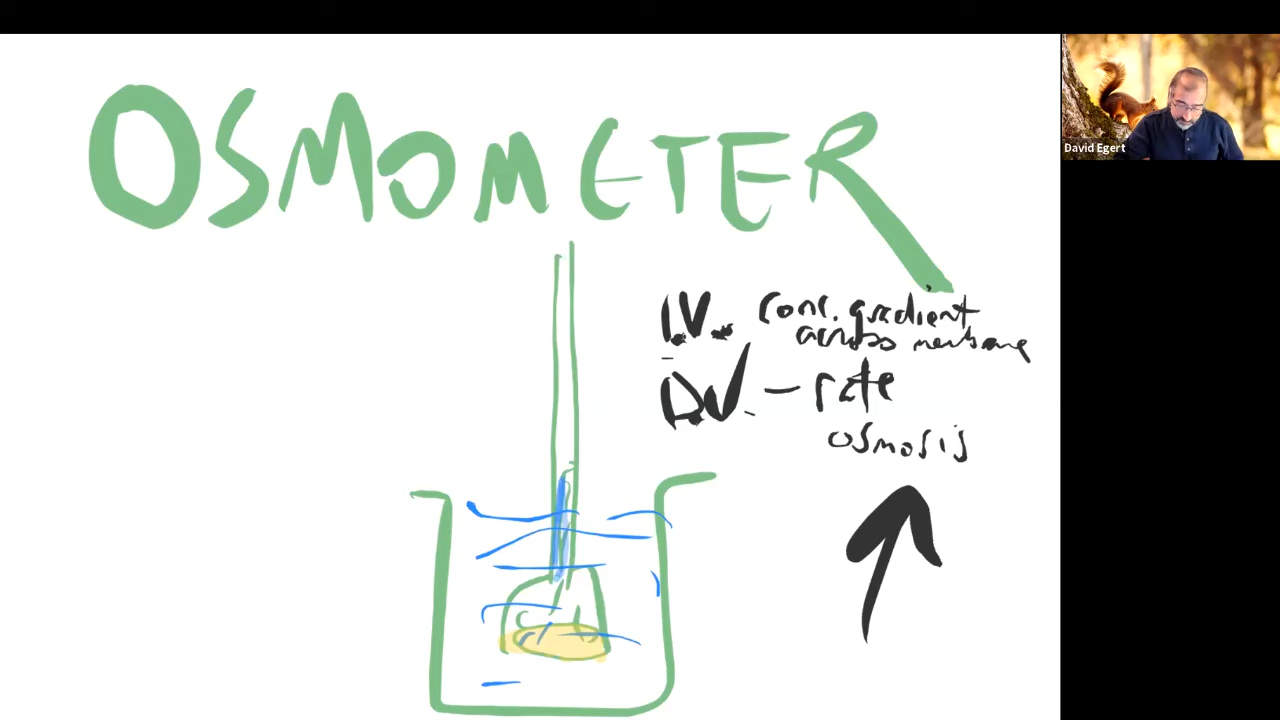 OSMOMETER
David Egert
I.V. Conc. gradient
across membrane
D.V. - rate
osmosis